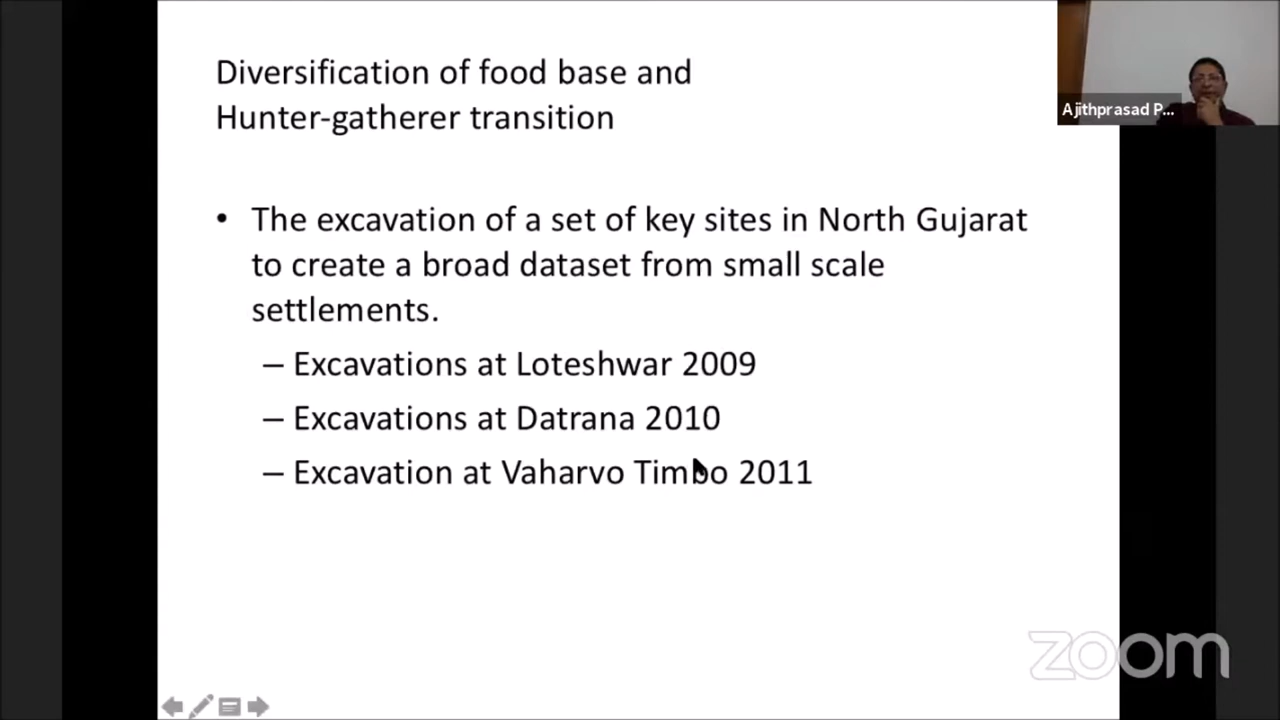 Diversification of food base and
Hunter-gatherer transition
• The excavation of a set of key sites in North Gujarat
to create a broad dataset from small scale
settlements.
– Excavations at Loteshwar 2009
– Excavations at Datrana 2010
– Excavation at Vaharvo Timbo 2011
Ajithprasad P...
zoom